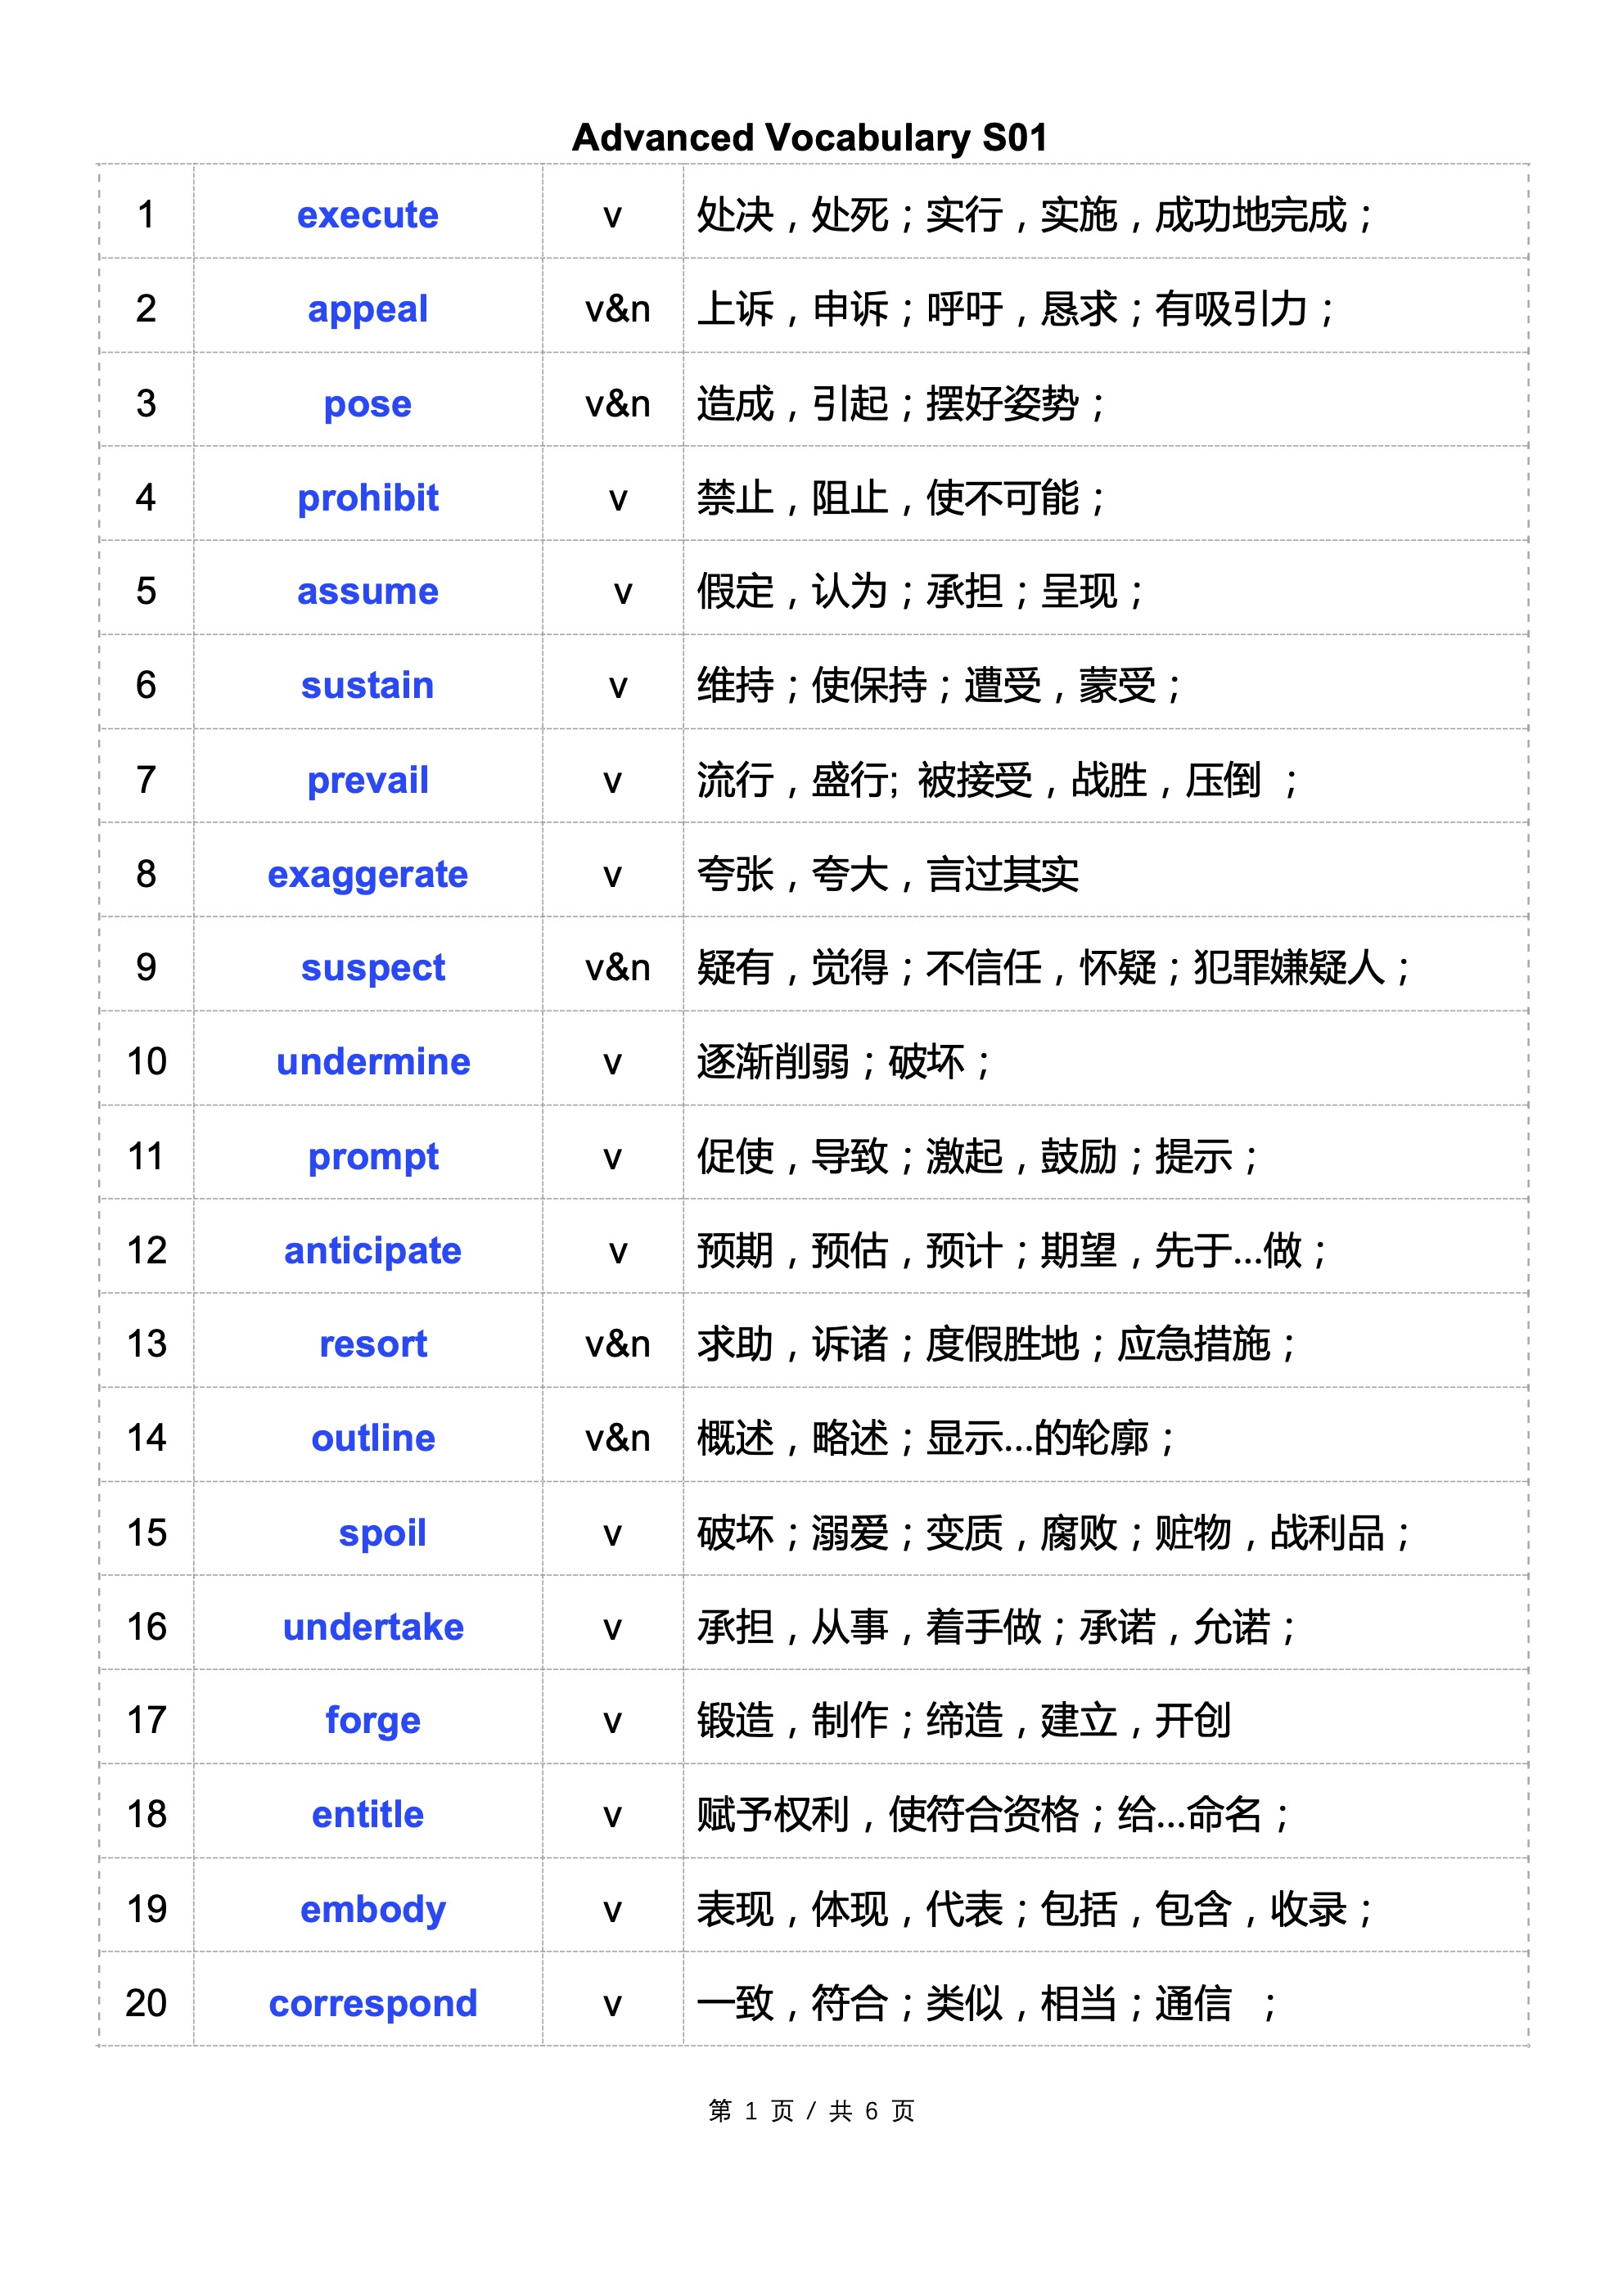 Advanced Vocabulary S01
1 execute v 处决，处死；实行，实施，成功地完成；
2 appeal v&n 上诉，申诉；呼吁，恳求；有吸引力；
3 pose v&n 造成，引起；摆好姿势；
4 prohibit v 禁止，阻止，使不可能；
5 assume v 假定，认为；承担；呈现；
6 sustain v 维持；使保持；遭受，蒙受；
7 prevail v 流行，盛行; 被接受，战胜，压倒 ；
8 exaggerate v 夸张，夸大，言过其实
9 suspect v&n 疑有，觉得；不信任，怀疑；犯罪嫌疑人；
10 undermine v 逐渐削弱；破坏；
11 prompt v 促使，导致；激起，鼓励；提示；
12 anticipate v 预期，预估，预计；期望，先于...做；
13 resort v&n 求助，诉诸；度假胜地；应急措施；
14 outline v&n 概述，略述；显示...的轮廓；
15 spoil v 破坏；溺爱；变质，腐败；赃物，战利品；
16 undertake v 承担，从事，着手做；承诺，允诺；
17 forge v 锻造，制作；缔造，建立，开创
18 entitle v 赋予权利，使符合资格；给...命名；
19 embody v 表现，体现，代表；包括，包含，收录；
20 correspond v 一致，符合；类似，相当；通信 ；
第 1 页 / 共 6 页